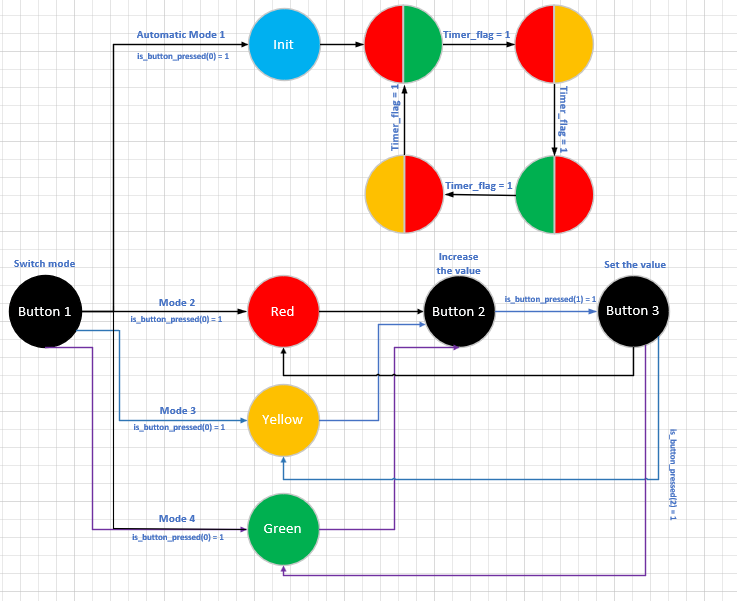 Automatic Mode 1
is_button_pressed(0) = 1
Init
Timer_flag = 1
Timer_flag = 1
Timer_flag = 1
Timer_flag = 1
Switch mode
Button 1
Mode 2
is_button_pressed(0) = 1
Red
Increase
the value
Button 2
is_button_pressed(1) = 1
Set the value
Button 3
Mode 3
is_button_pressed(0) = 1
Yellow
is_button_pressed(2) = 1
Mode 4
is_button_pressed(0) = 1
Green